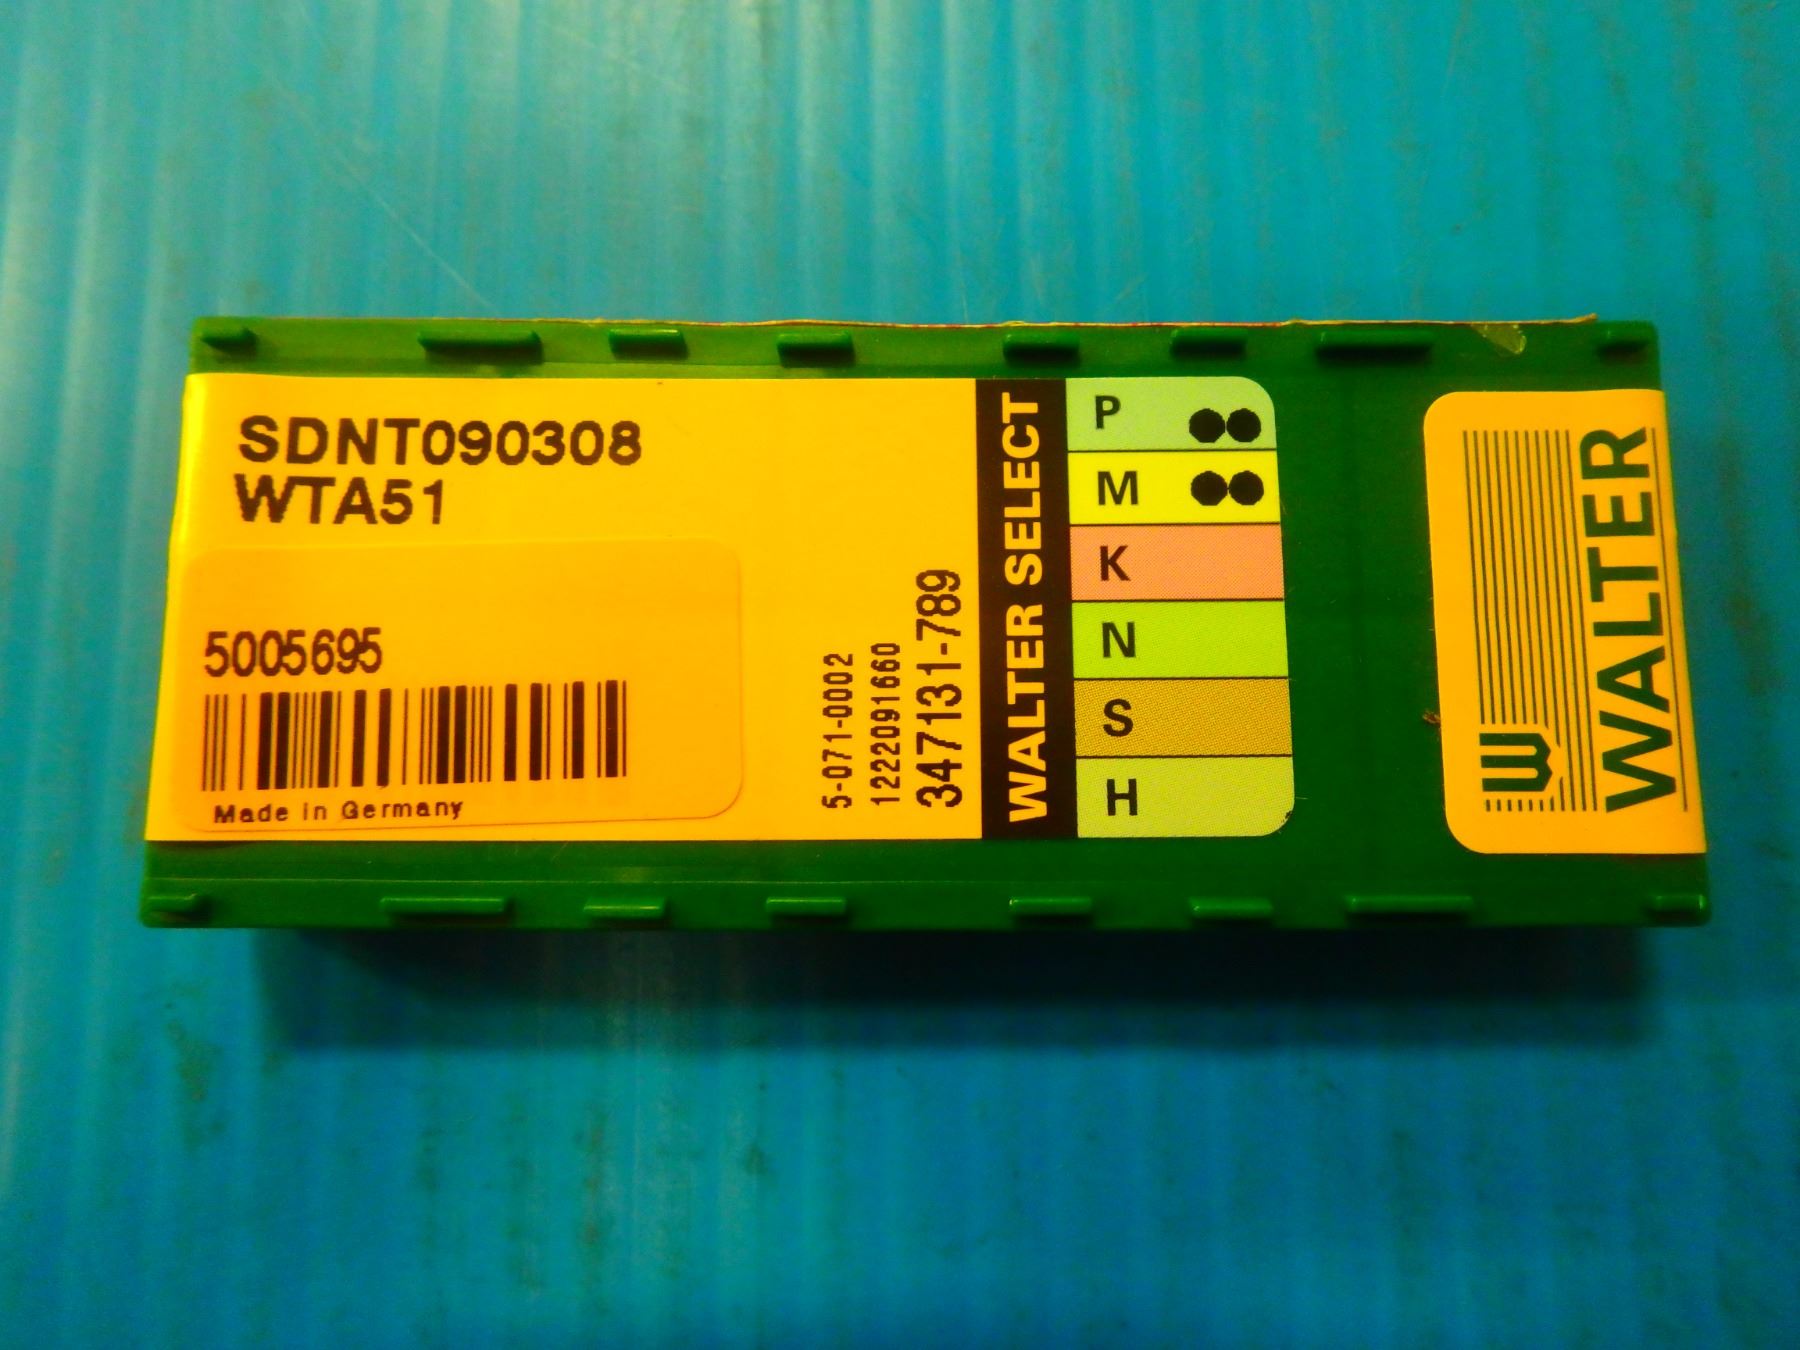 SDNT090308
WTA51
5005695
Made in Germany
5-071-0002
1222091660
347131-789
WALTER SELECT
P
M
K
N
S
H
W
WALTER